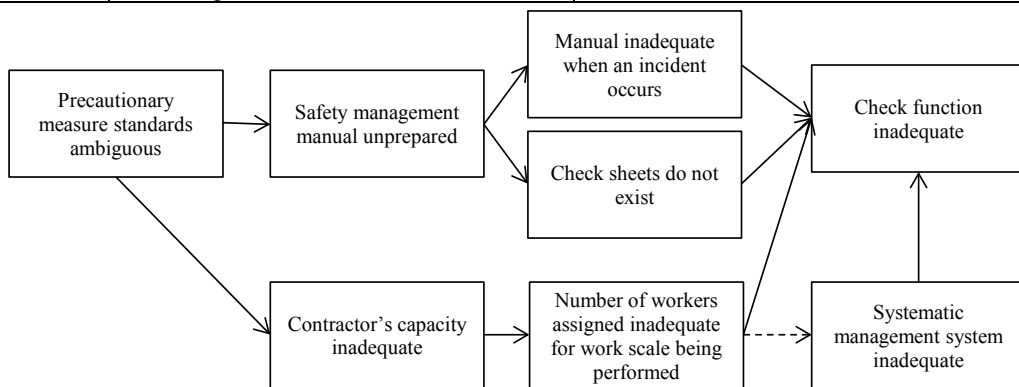 Precautionary
measure standards
ambiguous
Safety management
manual unprepared
Manual inadequate
when an incident
occurs
Check sheets do not
exist
Check function
inadequate
Contractor’s capacity
inadequate
Number of workers
assigned inadequate
for work scale being
performed
Systematic
management system
inadequate